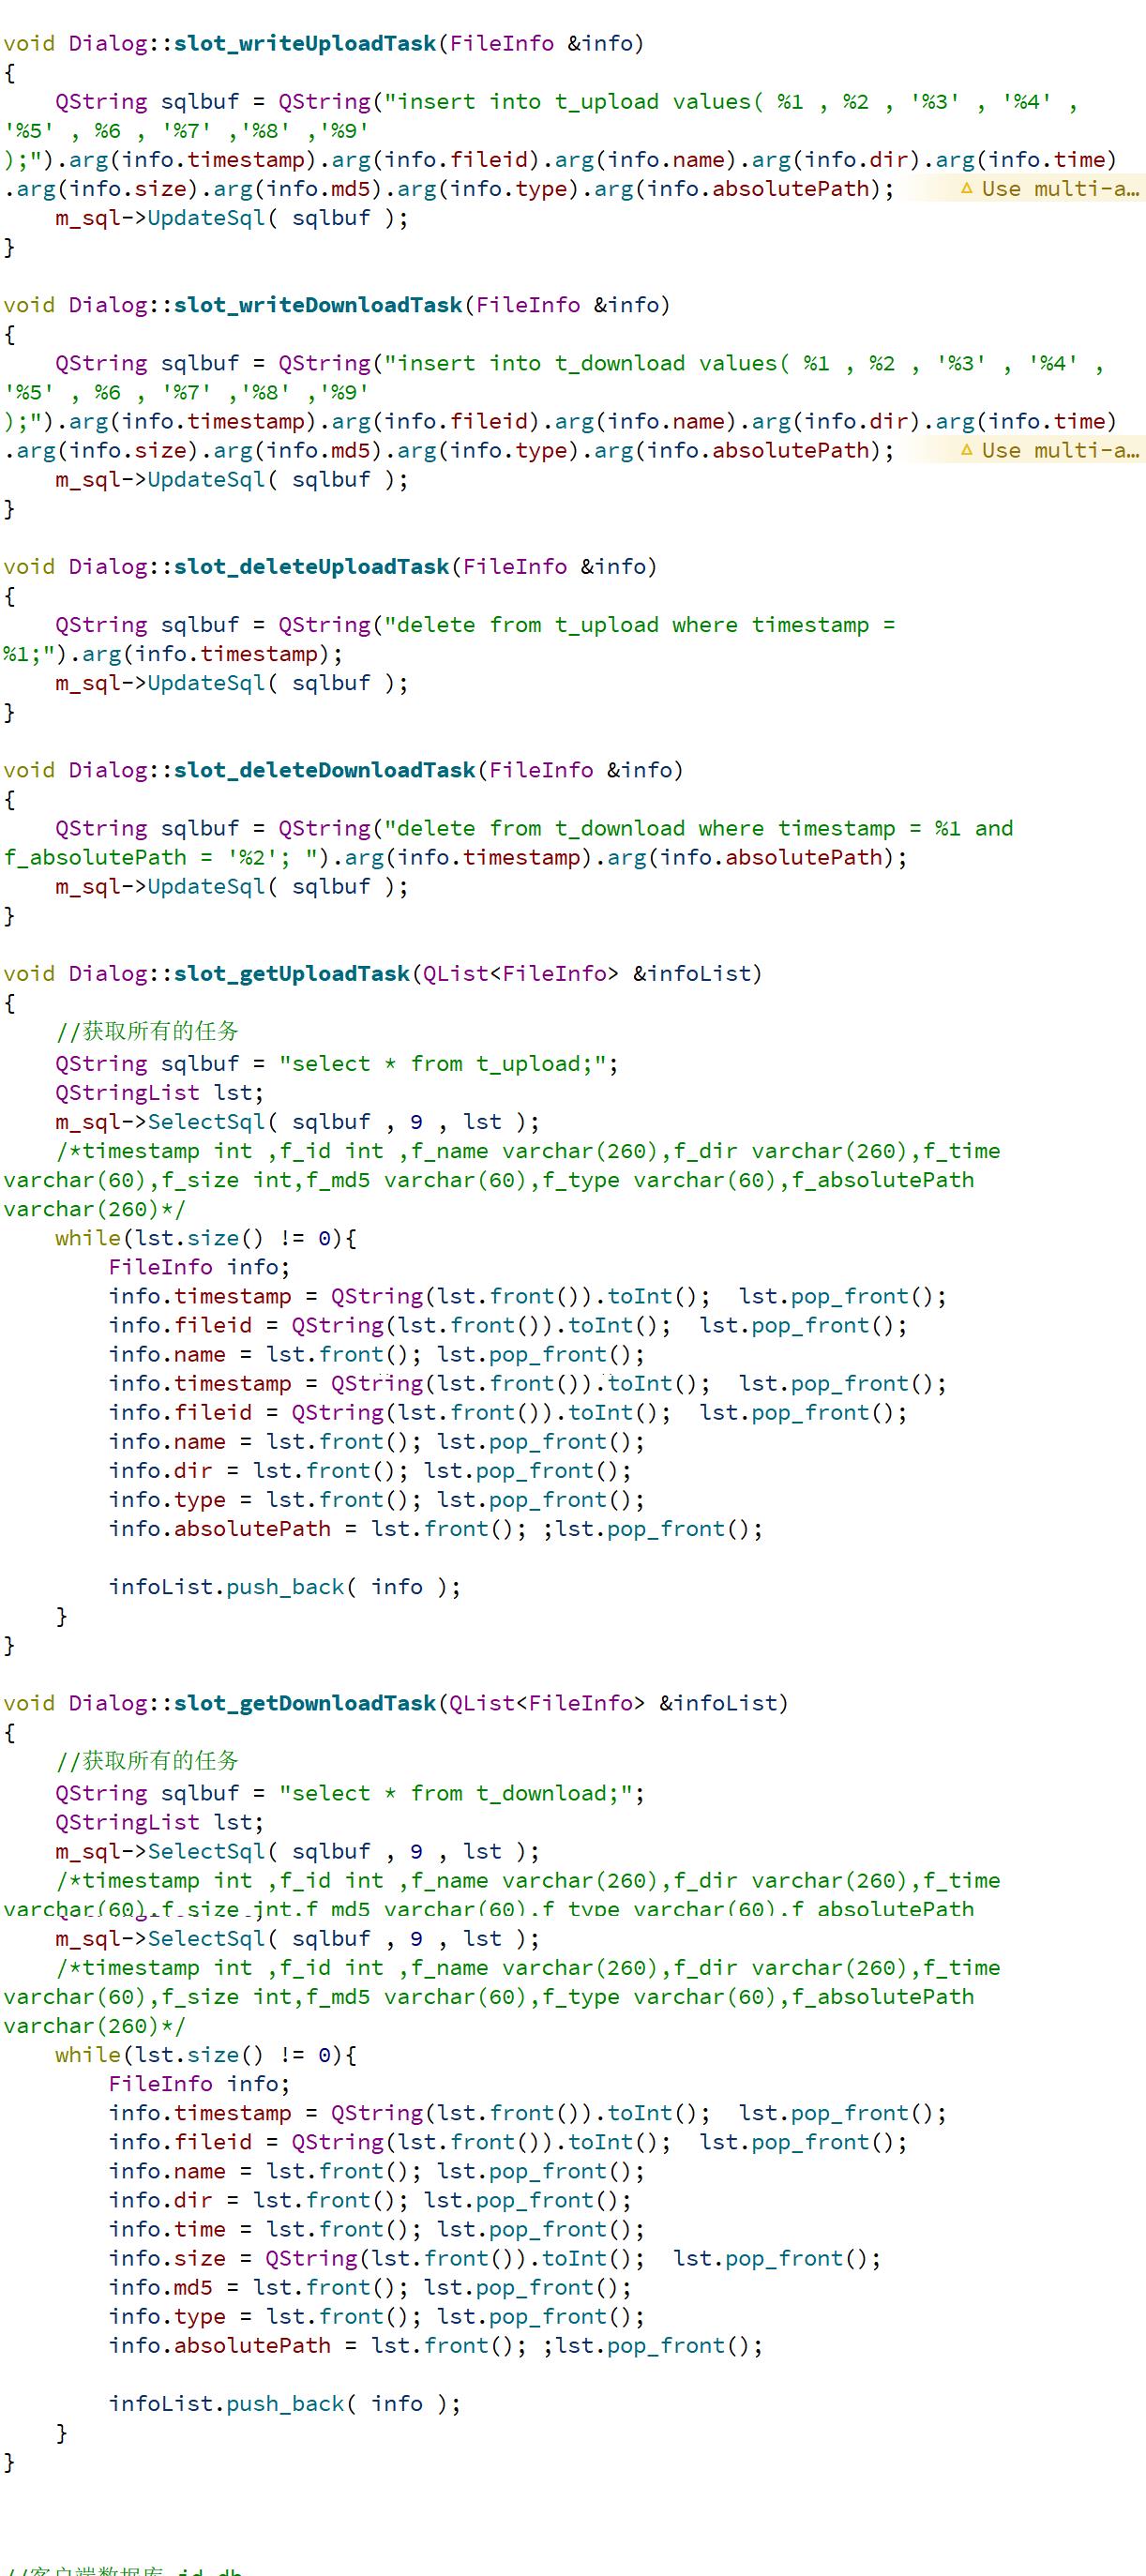 void Dialog::slot_writeUploadTask(FileInfo &info)
{
    QString sqlbuf = QString("insert into t_upload values( %1 , %2 , '%3' , '%4' ,
'%5' , %6 , '%7' ,'%8' ,'%9'
);").arg(info.timestamp).arg(info.fileid).arg(info.name).arg(info.dir).arg(info.time)
.arg(info.size).arg(info.md5).arg(info.type).arg(info.absolutePath);    Use multi-a…
    m_sql->UpdateSql( sqlbuf );
}

void Dialog::slot_writeDownloadTask(FileInfo &info)
{
    QString sqlbuf = QString("insert into t_download values( %1 , %2 , '%3' , '%4' ,
'%5' , %6 , '%7' ,'%8' ,'%9'
);").arg(info.timestamp).arg(info.fileid).arg(info.name).arg(info.dir).arg(info.time)
.arg(info.size).arg(info.md5).arg(info.type).arg(info.absolutePath);    Use multi-a…
    m_sql->UpdateSql( sqlbuf );
}

void Dialog::slot_deleteUploadTask(FileInfo &info)
{
    QString sqlbuf = QString("delete from t_upload where timestamp =
%1;").arg(info.timestamp);
    m_sql->UpdateSql( sqlbuf );
}

void Dialog::slot_deleteDownloadTask(FileInfo &info)
{
    QString sqlbuf = QString("delete from t_download where timestamp = %1 and
f_absolutePath = '%2'; ").arg(info.timestamp).arg(info.absolutePath);
    m_sql->UpdateSql( sqlbuf );
}

void Dialog::slot_getUploadTask(QList<FileInfo> &infoList)
{
    //获取所有的任务
    QString sqlbuf = "select * from t_upload;";
    QStringList lst;
    m_sql->SelectSql( sqlbuf , 9 , lst );
    /*timestamp int ,f_id int ,f_name varchar(260),f_dir varchar(260),f_time
varchar(60),f_size int,f_md5 varchar(60),f_type varchar(60),f_absolutePath
varchar(260)*/
    while(lst.size() != 0){
        FileInfo info;
        info.timestamp = QString(lst.front()).toInt();  lst.pop_front();
        info.fileid = QString(lst.front()).toInt();  lst.pop_front();
        info.name = lst.front(); lst.pop_front();
        info.timestamp = QString(lst.front()).toInt();  lst.pop_front();
        info.fileid = QString(lst.front()).toInt();  lst.pop_front();
        info.name = lst.front(); lst.pop_front();
        info.dir = lst.front(); lst.pop_front();
        info.type = lst.front(); lst.pop_front();
        info.absolutePath = lst.front(); ;lst.pop_front();

        infoList.push_back( info );
    }
}

void Dialog::slot_getDownloadTask(QList<FileInfo> &infoList)
{
    //获取所有的任务
    QString sqlbuf = "select * from t_download;";
    QStringList lst;
    m_sql->SelectSql( sqlbuf , 9 , lst );
    /*timestamp int ,f_id int ,f_name varchar(260),f_dir varchar(260),f_time
varchar(60),f_size int,f_md5 varchar(60),f_type varchar(60),f_absolutePath
    m_sql->SelectSql( sqlbuf , 9 , lst );
    /*timestamp int ,f_id int ,f_name varchar(260),f_dir varchar(260),f_time
varchar(60),f_size int,f_md5 varchar(60),f_type varchar(60),f_absolutePath
varchar(260)*/
    while(lst.size() != 0){
        FileInfo info;
        info.timestamp = QString(lst.front()).toInt();  lst.pop_front();
        info.fileid = QString(lst.front()).toInt();  lst.pop_front();
        info.name = lst.front(); lst.pop_front();
        info.dir = lst.front(); lst.pop_front();
        info.time = lst.front(); lst.pop_front();
        info.size = QString(lst.front()).toInt();  lst.pop_front();
        info.md5 = lst.front(); lst.pop_front();
        info.type = lst.front(); lst.pop_front();
        info.absolutePath = lst.front(); ;lst.pop_front();

        infoList.push_back( info );
    }
}

//客户端数据库 id.db